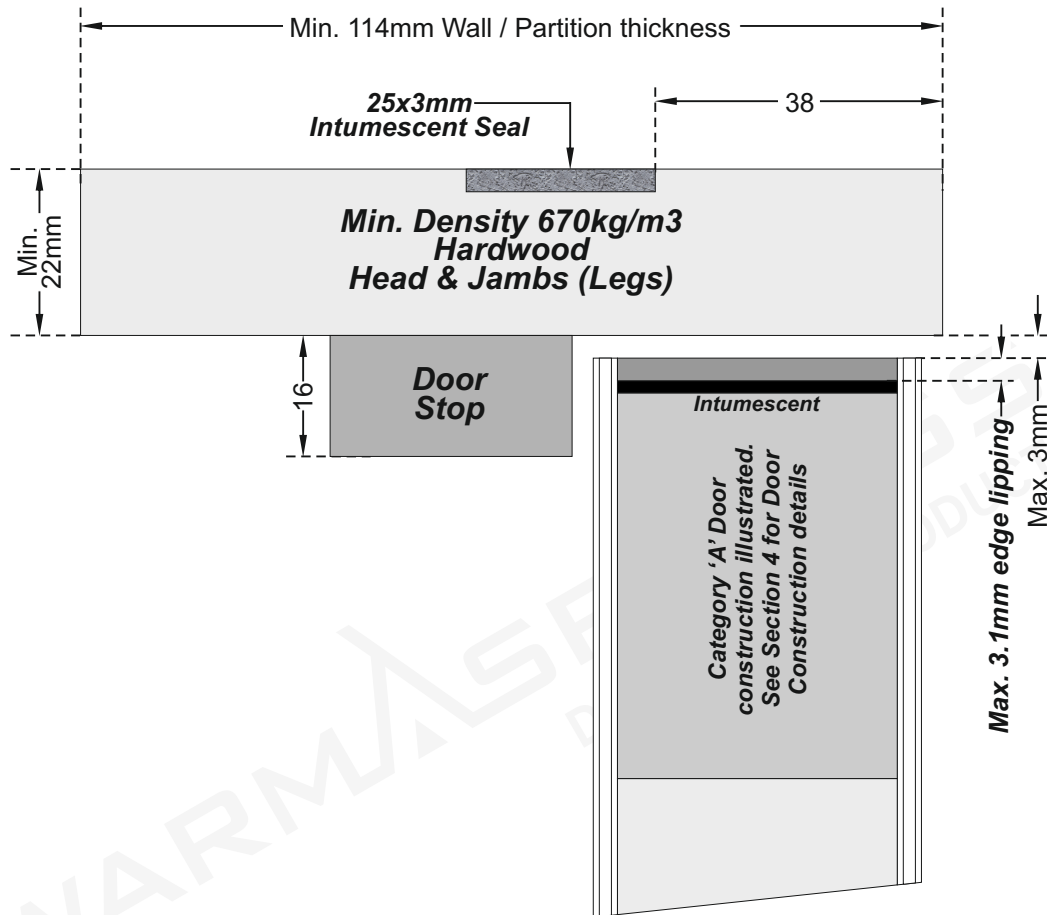 Min. 114mm Wall / Partition thickness
25x3mm
Intumescent Seal
38
Min.
22mm
Min. Density 670kg/m3
Hardwood
Head & Jambs (Legs)
16
Door
Stop
Intumescent
Category ‘A’ Door
construction illustrated.
See Section 4 for Door
Construction details
Max. 3.1mm edge lipping
Max. 3mm